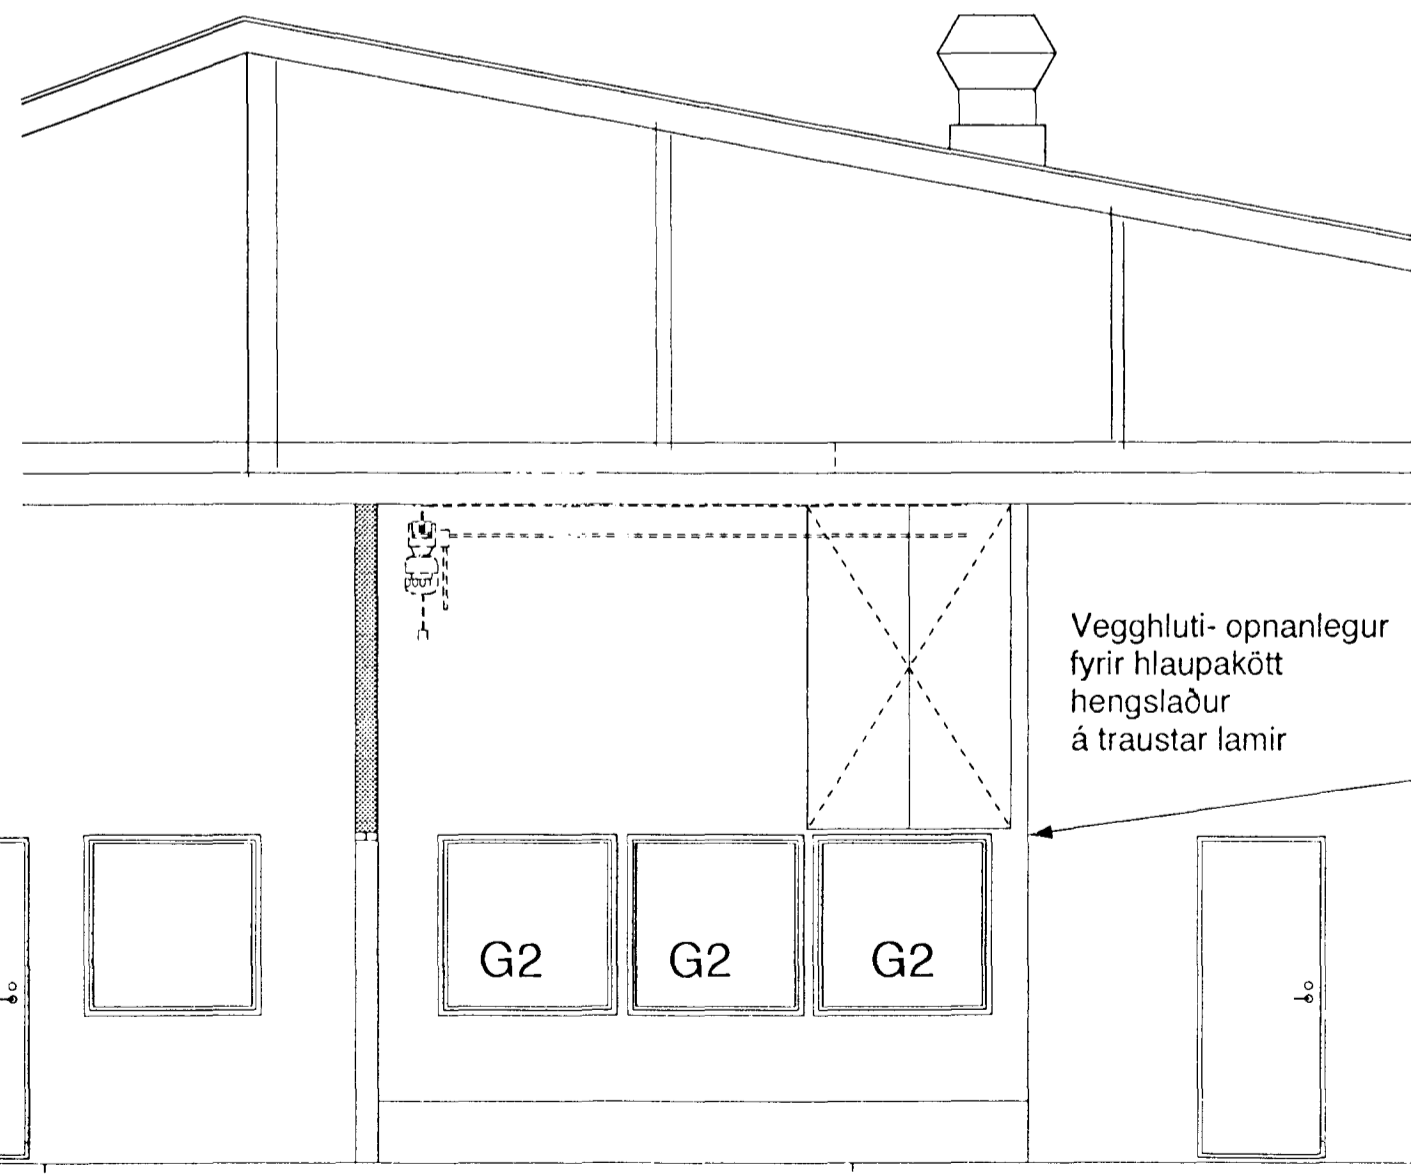 Vegghluti- opnanlegur
fyrir hlaupakött
hengslaður
á traustar lamir
G2 G2 G2